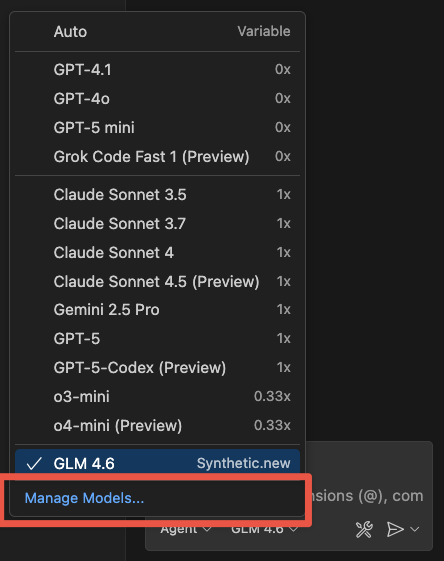 Auto Variable
GPT-4.1 0x
GPT-4o 0x
GPT-5 mini 0x
Grok Code Fast 1 (Preview) 0x
Claude Sonnet 3.5 1x
Claude Sonnet 3.7 1x
Claude Sonnet 4 1x
Claude Sonnet 4.5 (Preview) 1x
Gemini 2.5 Pro 1x
GPT-5 1x
GPT-5-Codex (Preview) 1x
o3-mini 0.33x
o4-mini (Preview) 0.33x
GLM 4.6 Synthetic.new
Manage Models...
nsions (@), com
Agent GLM 4.6